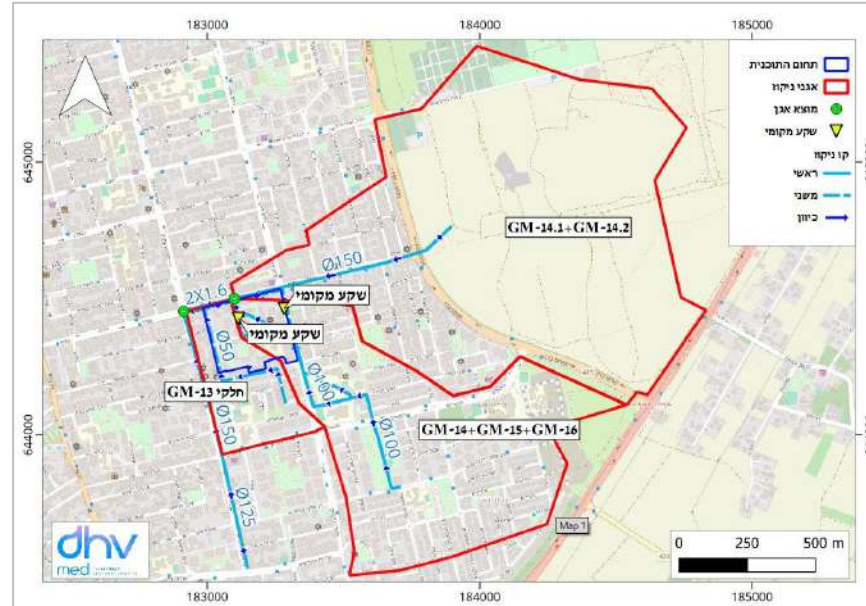 183000 184000 185000
תחום התוכנית
אגני ניקוז
מוצא אגן
שקע מקומי
קו ניקוז
ראשי
משני
כיוון
645000
GM-14.1+GM-14.2
Ø150
2X1.6
שקע מקומי
שקע מקומי
Ø50
Ø100
חלקי GM-13
Ø150
Ø100
GM-14+GM-15+GM-16
644000
Ø125
Map 1
dhv
med
0 250 500 m
183000 184000 185000